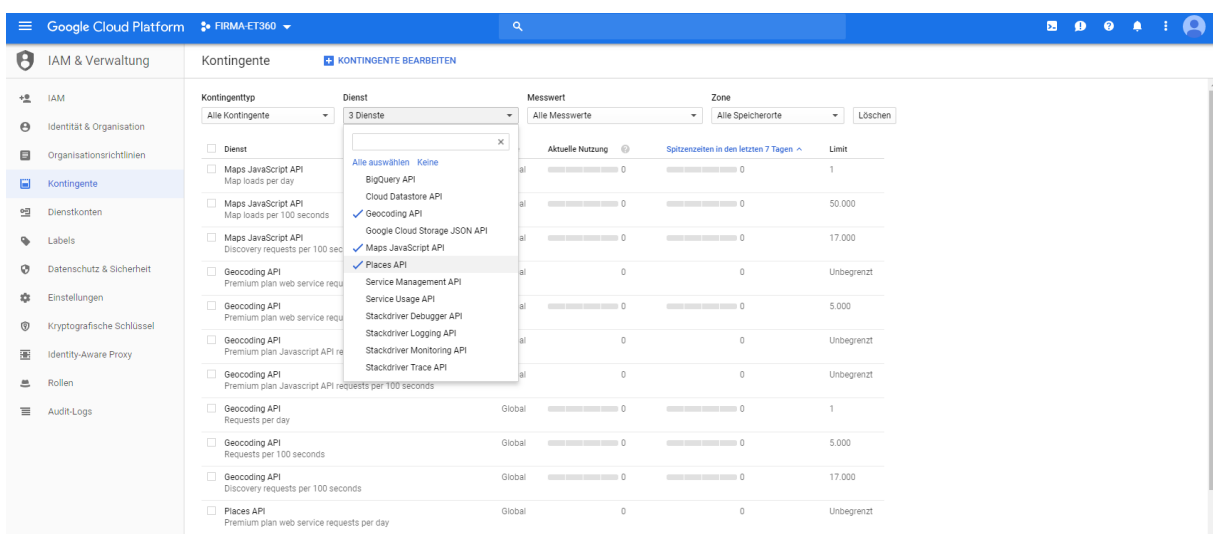 Google Cloud Platform FIRMA-ET360
IAM & Verwaltung
Kontingente KONTINGENTE BEARBEITEN
IAM
Identität & Organisation
Organisationsrichtlinien
Kontingente
Dienstkonten
Labels
Datenschutz & Sicherheit
Einstellungen
Kryptografische Schlüssel
Identity-Aware Proxy
Rollen
Audit-Logs
Kontingenttyp Dienst Messwert Zone
Alle Kontingente 3 Dienste Alle Messwerte Alle Speicherorte Löschen
Alle auswählen Keine
BigQuery API
Cloud Datastore API
Geocoding API
Google Cloud Storage JSON API
Maps JavaScript API
Places API
Service Management API
Service Usage API
Stackdriver Debugger API
Stackdriver Logging API
Stackdriver Monitoring API
Stackdriver Trace API
Dienst Aktuelle Nutzung Spitzenzeiten in den letzten 7 Tagen Limit
Maps JavaScript API al 0 0 1
Map loads per day
Maps JavaScript API al 0 0 50.000
Map loads per 100 seconds
Maps JavaScript API al 0 0 17.000
Discovery requests per 100 sec
Geocoding API al 0 0 Unbegrenzt
Premium plan web service requ
Geocoding API al 0 0 5.000
Premium plan web service requ
Geocoding API al 0 0 Unbegrenzt
Premium plan Javascript API re
Geocoding API al 0 0 Unbegrenzt
Premium plan Javascript API requests per 100 seconds
Geocoding API Global 0 0 1
Requests per day
Geocoding API Global 0 0 5.000
Requests per 100 seconds
Geocoding API Global 0 0 17.000
Discovery requests per 100 seconds
Places API Global 0 0 Unbegrenzt
Premium plan web service requests per day